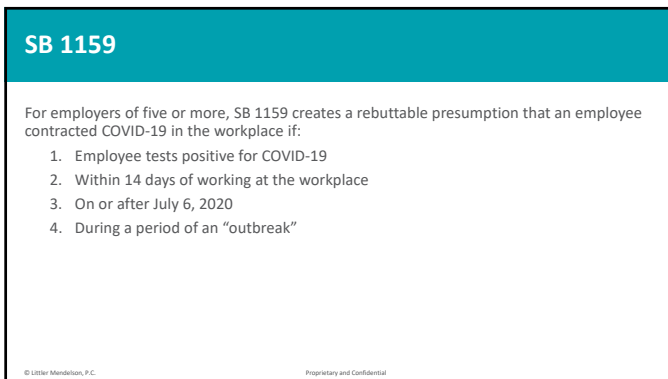 SB 1159
For employers of five or more, SB 1159 creates a rebuttable presumption that an employee
contracted COVID-19 in the workplace if:
1. Employee tests positive for COVID-19
2. Within 14 days of working at the workplace
3. On or after July 6, 2020
4. During a period of an “outbreak”
© Littler Mendelson, P.C. Proprietary and Confidential